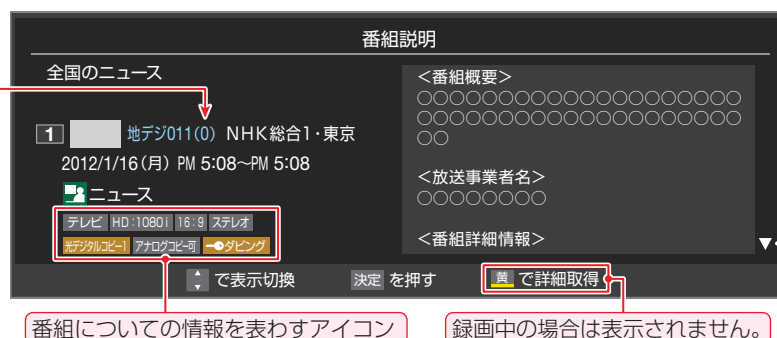 番組説明
全国のニュース
1 地デジ011(0) NHK総合1・東京
2012/1/16(月) PM 5:08～PM 5:08
ニュース
テレビ HD:1080i 16:9 ステレオ
光デジタルコピー1 アナログコピー可 ダビング
<番組概要>
○○○○○○○○○○○○○○○○○○○○
○○○○○○○○○○○○○○○○○○○○
○○
<放送事業者名>
○○○○○○○○
<番組詳細情報>
で表示切換 決定 を押す 黄 で詳細取得
番組についての情報を表わすアイコン
録画中の場合は表示されません。